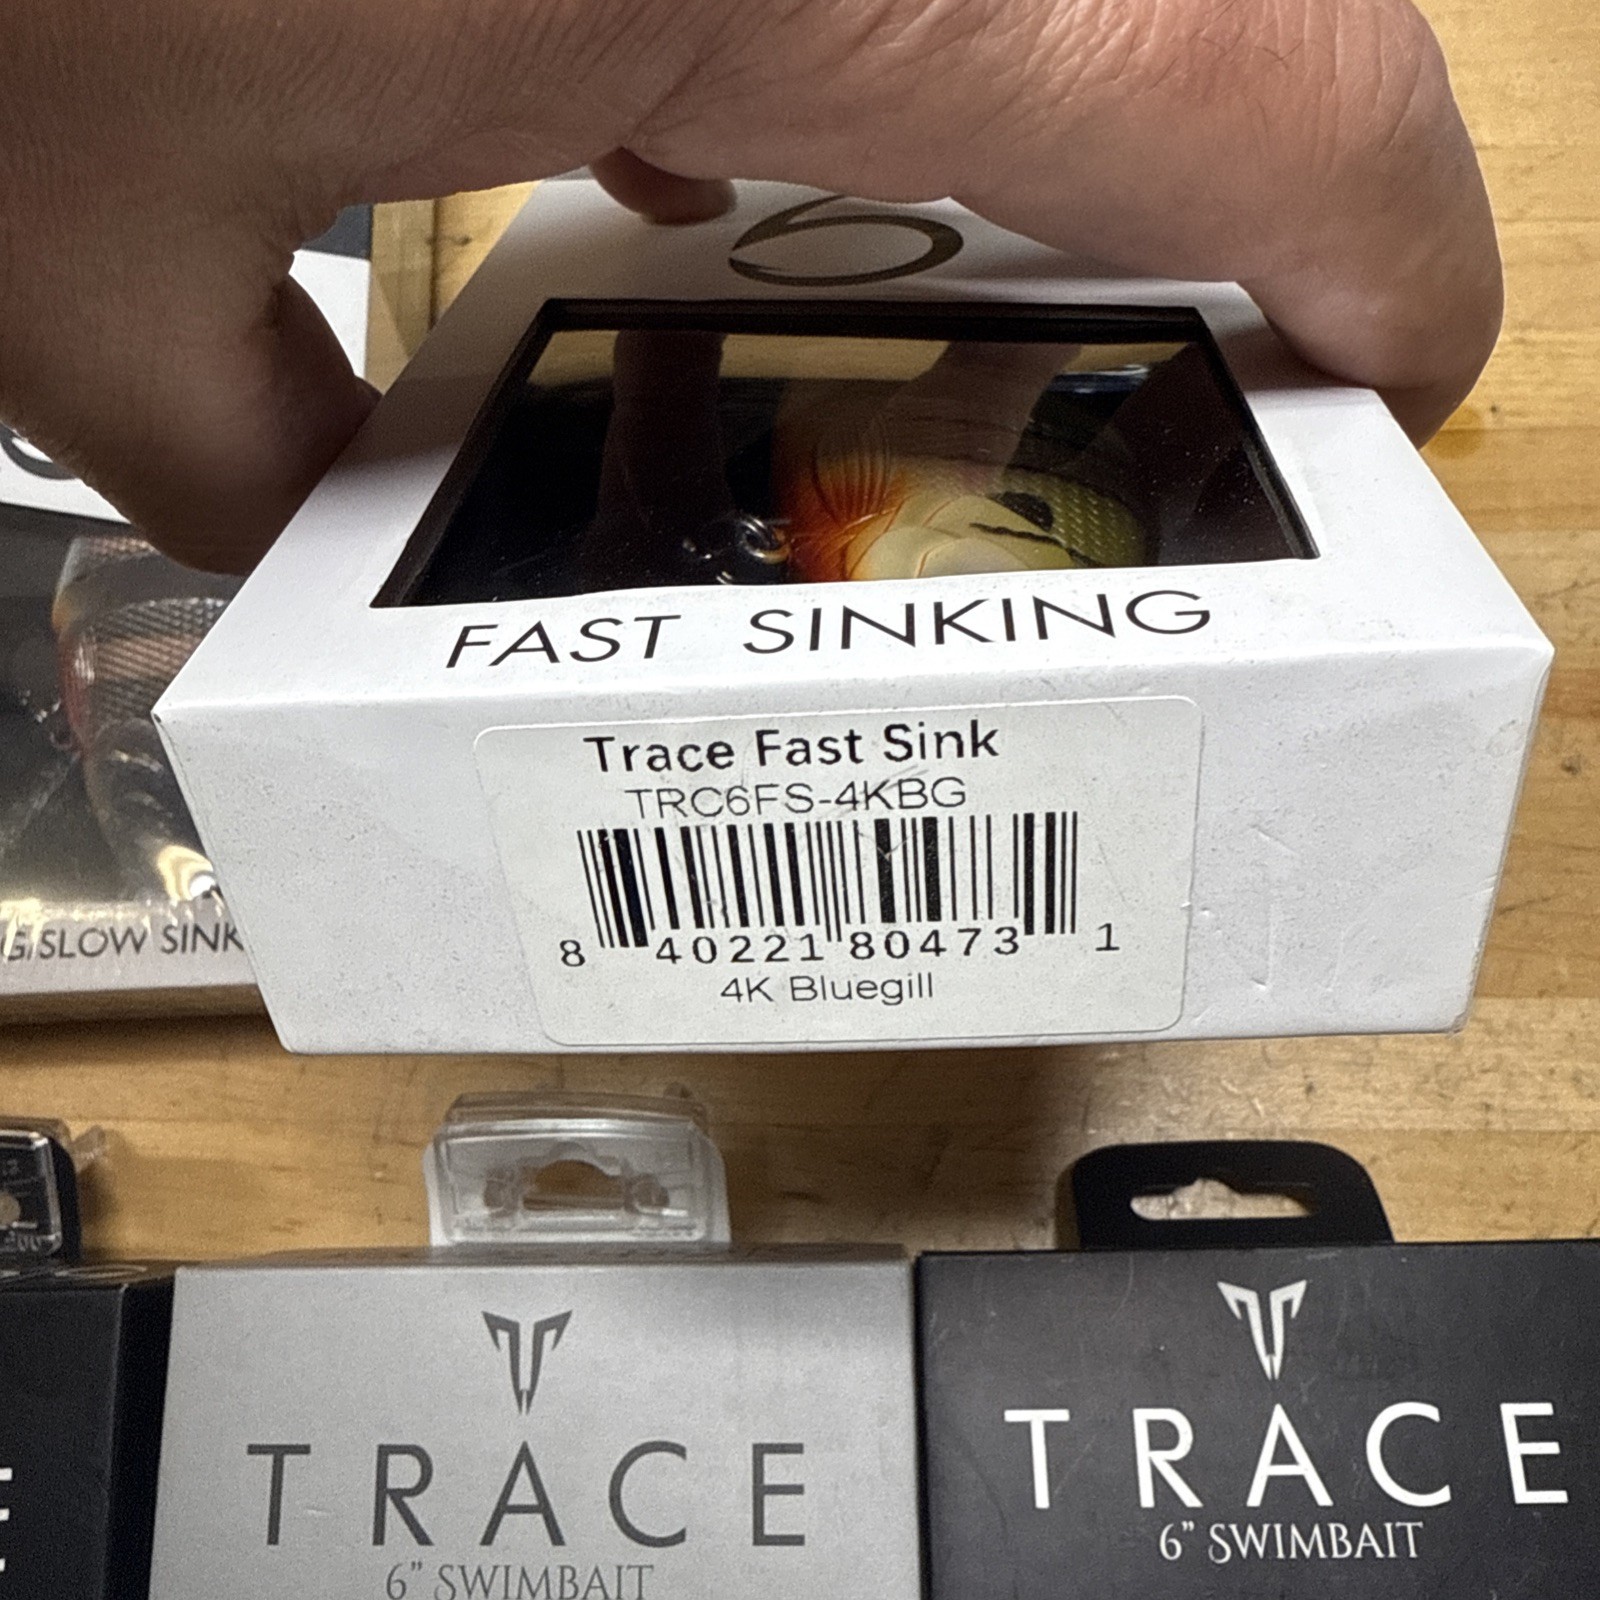 6
FAST SINKING
Trace Fast Sink
TRC6FS-4KBG
8 40221 80473 1
4K Bluegill
G/SLOW SINK
TRACE
6” SWIMBAIT
TRACE
6” SWIMBAIT